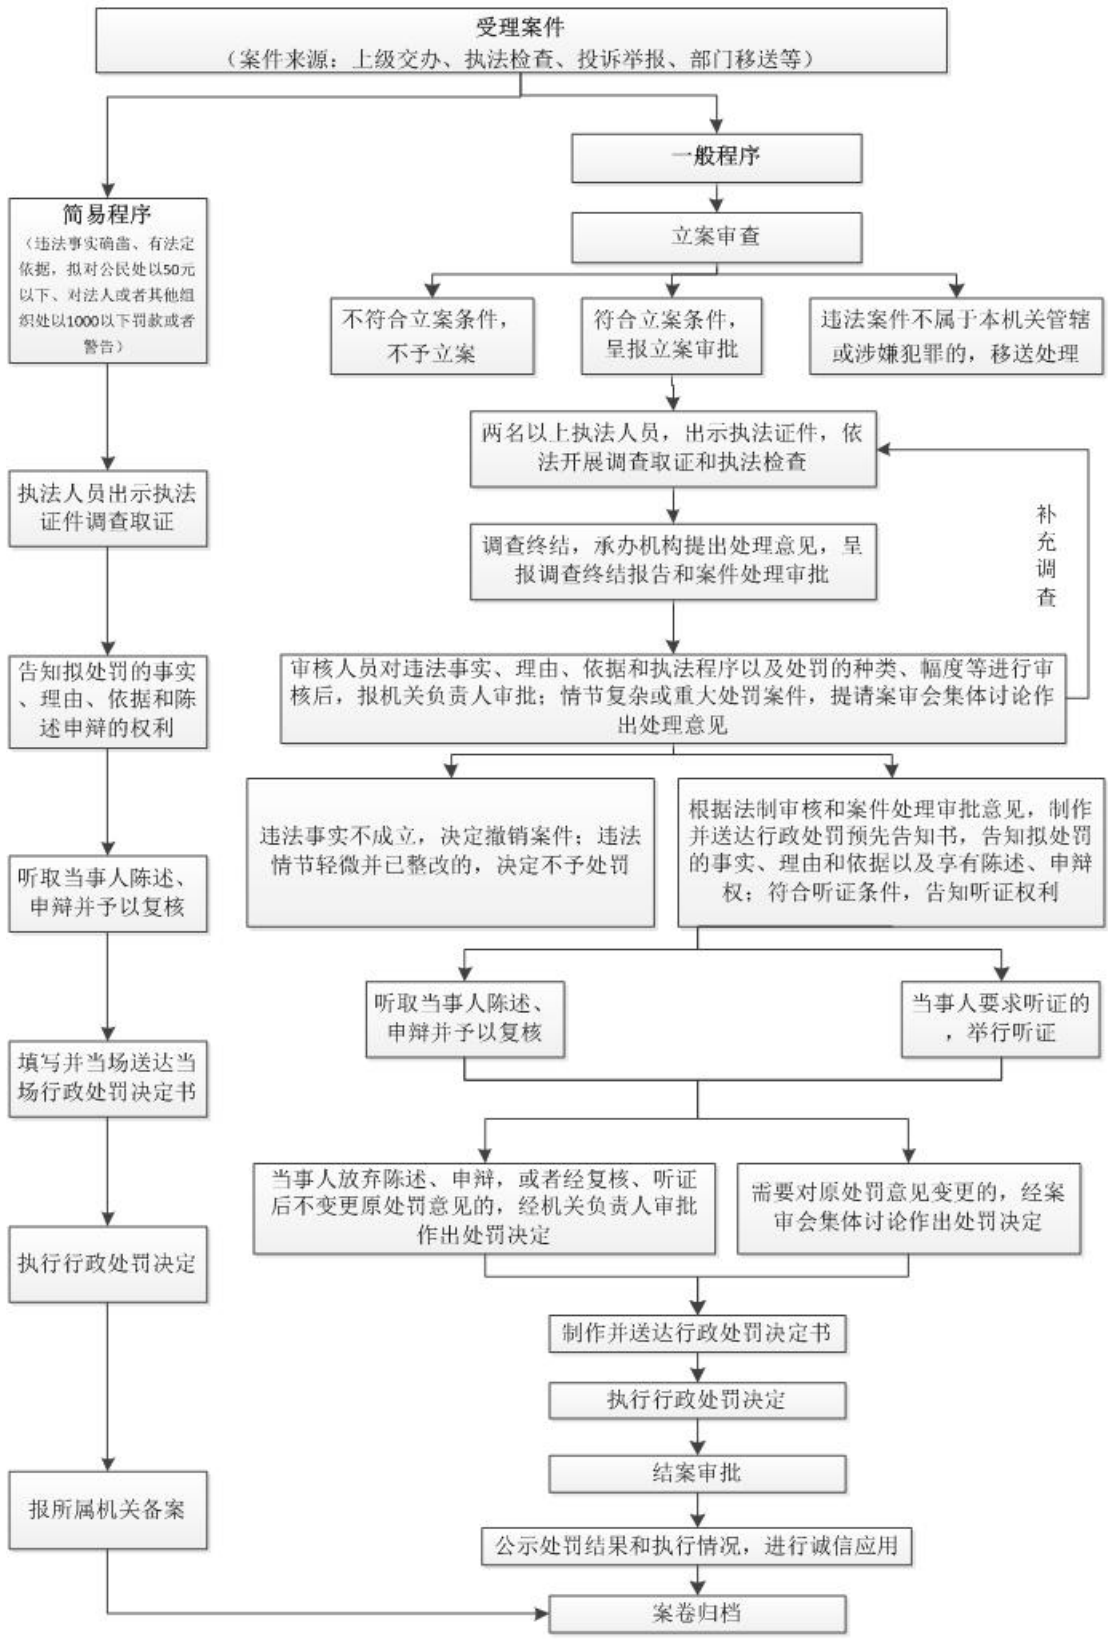 受理案件
（案件来源：上级交办、执法检查、投诉举报、部门移送等）
一般程序
简易程序
（违法事实确凿、有法定
依据，拟对公民处以50元
以下、对法人或者其他组
织处以1000以下罚款或者
警告）
立案审查
不符合立案条件，
不予立案
符合立案条件，
呈报立案审批
违法案件不属于本机关管辖
或涉嫌犯罪的，移送处理
两名以上执法人员，出示执法证件，依
法开展调查取证和执法检查
执法人员出示执法
证件调查取证
补
充
调
查
调查终结，承办机构提出处理意见，呈
报调查终结报告和案件处理审批
告知拟处罚的事实
、理由、依据和陈
述申辩的权利
审核人员对违法事实、理由、依据和执法程序以及处罚的种类、幅度等进行审
核后，报机关负责人审批；情节复杂或重大处罚案件，提请案审会集体讨论作
出处理意见
违法事实不成立，决定撤销案件；违法
情节轻微并已整改的，决定不予处罚
根据法制审核和案件处理审批意见，制作
并送达行政处罚预先告知书，告知拟处罚
的事实、理由和依据以及享有陈述、申辩
权；符合听证条件，告知听证权利
听取当事人陈述、
申辩并予以复核
听取当事人陈述、
申辩并予以复核
当事人要求听证的
，举行听证
填写并当场送达当
场行政处罚决定书
当事人放弃陈述、申辩，或者经复核、听证
后不变更原处罚意见的，经机关负责人审批
作出处罚决定
需要对原处罚意见变更的，经案
审会集体讨论作出处罚决定
执行行政处罚决定
制作并送达行政处罚决定书
执行行政处罚决定
结案审批
报所属机关备案
公示处罚结果和执行情况，进行诚信应用
案卷归档